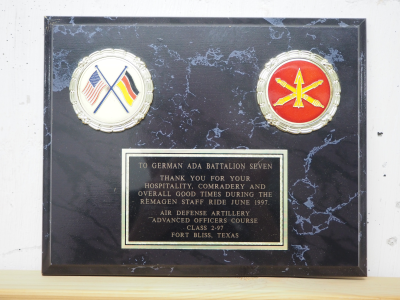 TO GERMAN ADA BATTALION SEVEN
THANK YOU FOR YOUR
HOSPITALITY, COMRADERY AND
OVERALL GOOD TIMES DURING THE
REMAGEN STAFF RIDE JUNE 1997.
AIR DEFENSE ARTILLERY
ADVANCED OFFICERS COURSE
CLASS 2-97
FORT BLISS, TEXAS